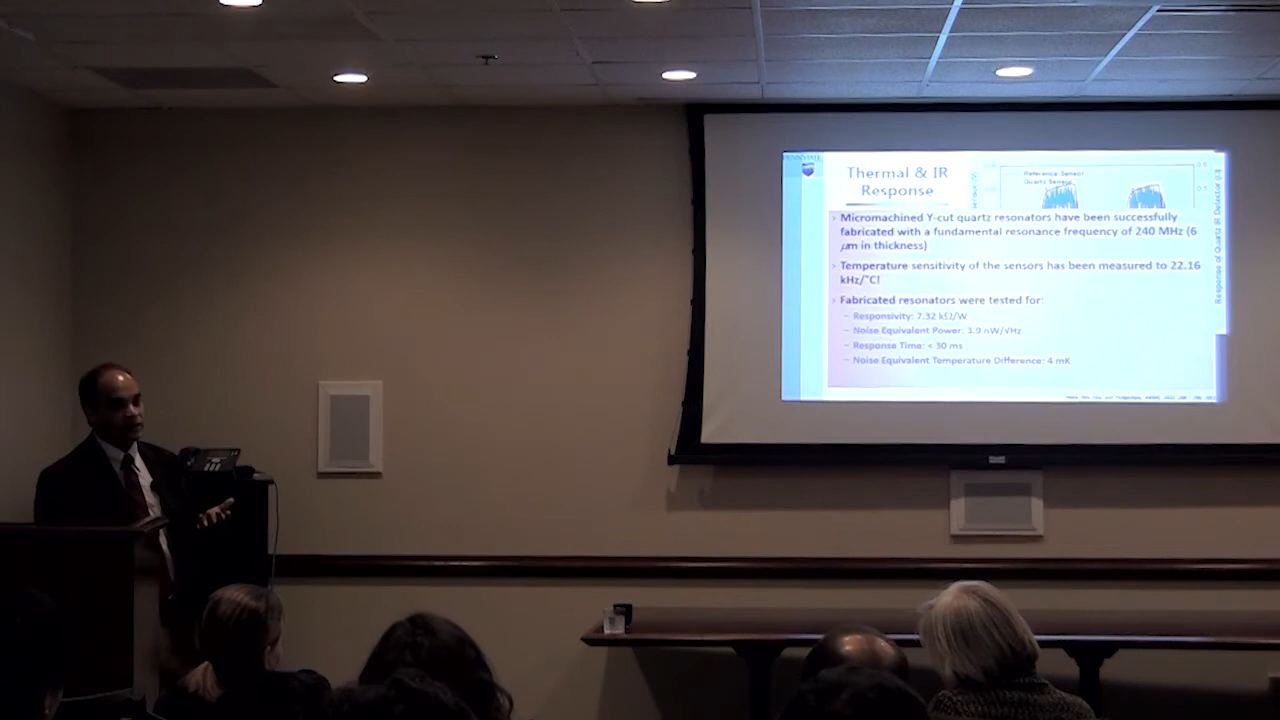 PENNSTATE
Thermal & IR
Response
Reference Sensor
Quartz Sensor
0.5
Response of Quartz IR Detector
› Micromachined Y-cut quartz resonators have been successfully
fabricated with a fundamental resonance frequency of 240 MHz (6
μm in thickness)
› Temperature sensitivity of the sensors has been measured to 22.16
kHz/°C!
› Fabricated resonators were tested for:
– Responsivity: 7.32 kΩ/W
– Noise Equivalent Power: 3.9 nW/√Hz
– Response Time: < 30 ms
– Noise Equivalent Temperature Difference: 4 mK